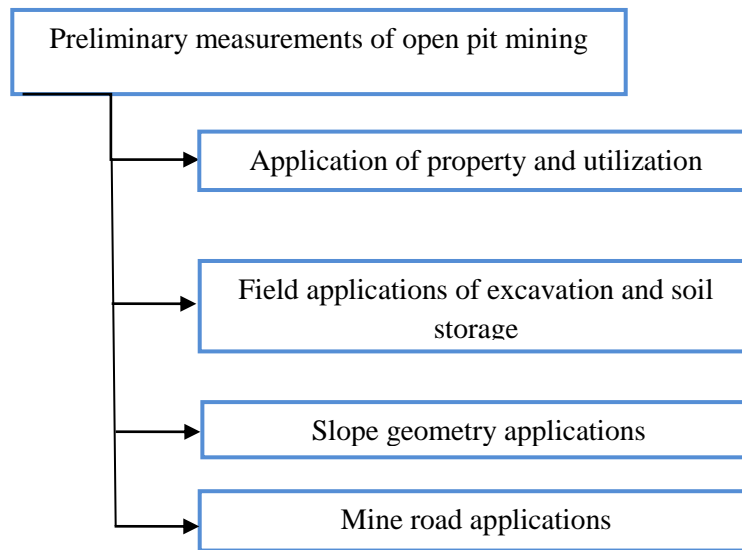 Preliminary measurements of open pit mining
Application of property and utilization
Field applications of excavation and soil
storage
Slope geometry applications
Mine road applications